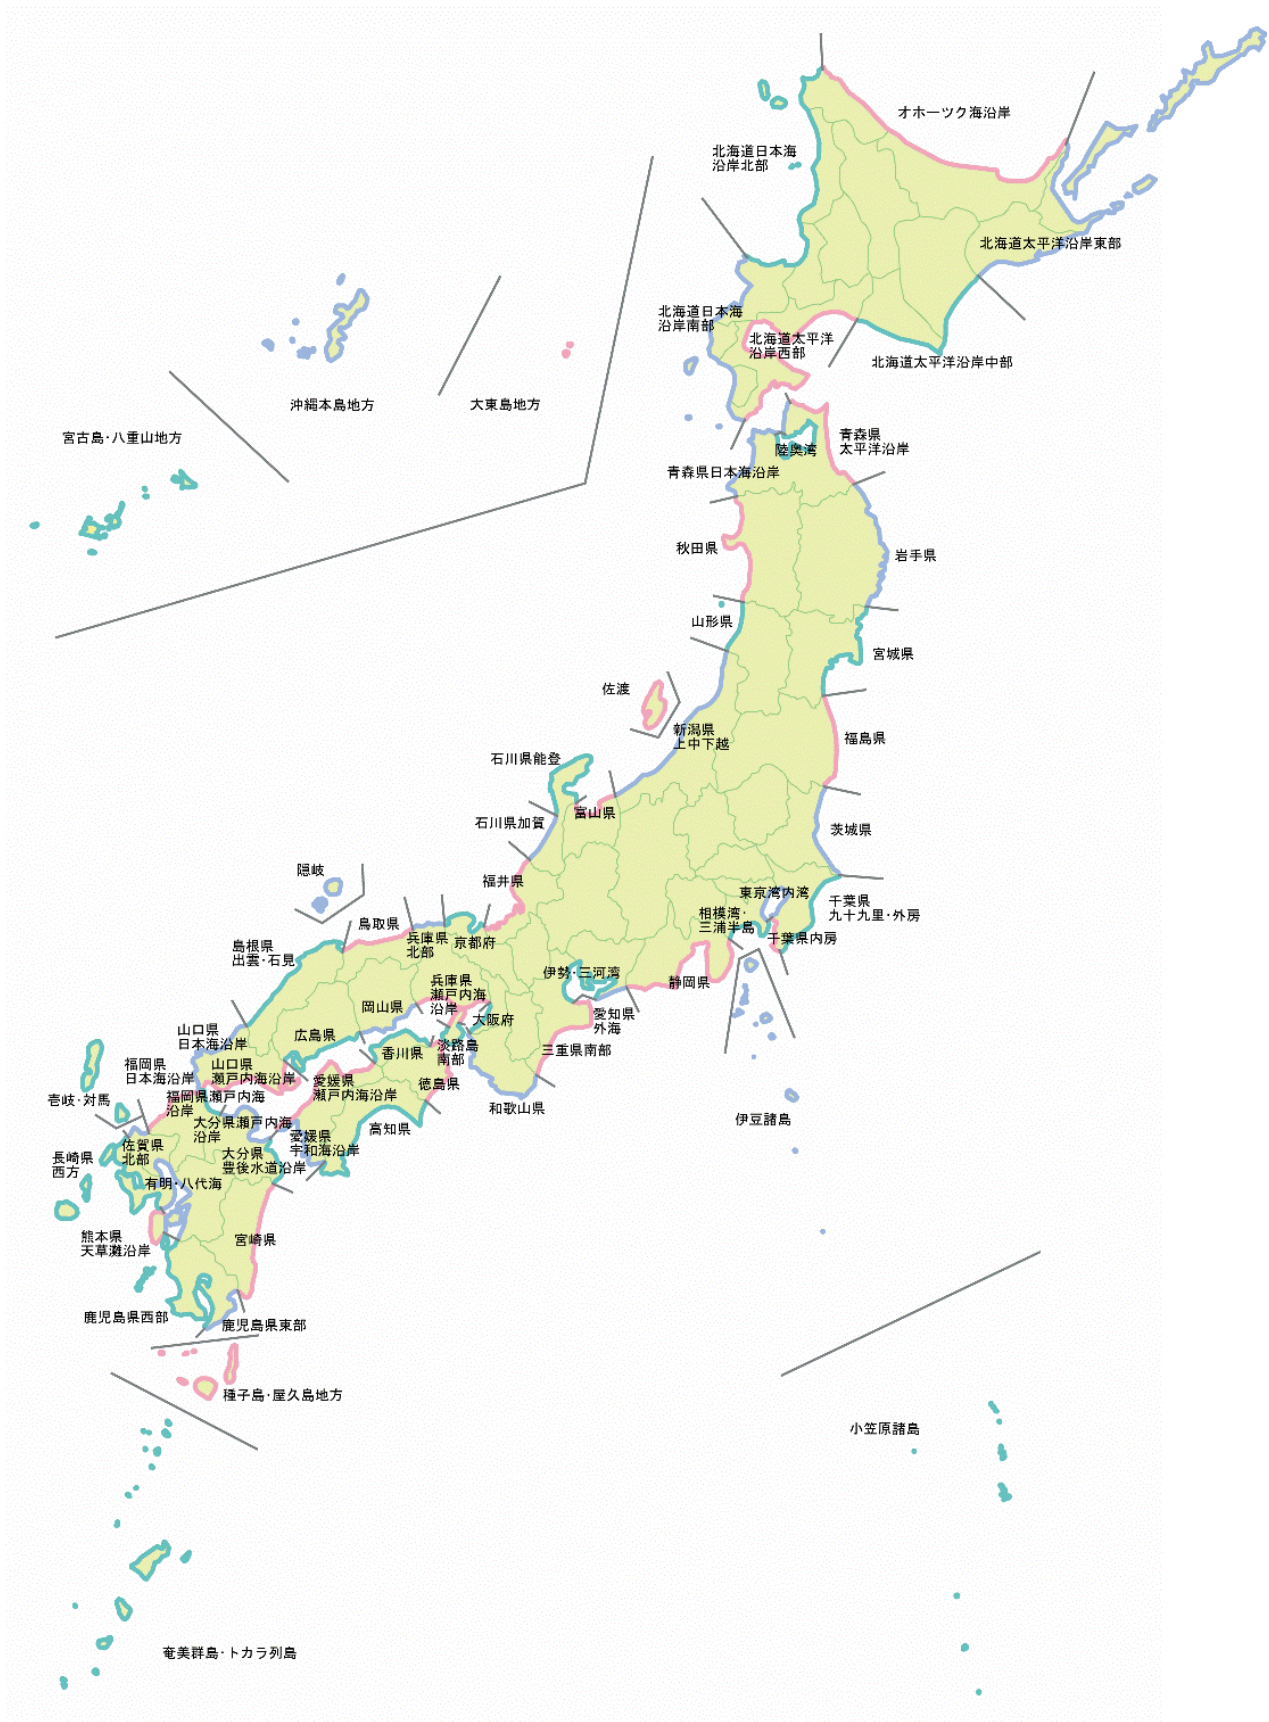 オホーツク海沿岸
北海道日本海
沿岸北部
北海道太平洋沿岸東部
北海道日本海
沿岸南部
北海道太平洋
沿岸西部
北海道太平洋沿岸中部
沖縄本島地方
大東島地方
宮古島・八重山地方
青森県
太平洋沿岸
陸奥湾
青森県日本海沿岸
秋田県
岩手県
山形県
宮城県
佐渡
新潟県
上中下越
福島県
石川県能登
富山県
石川県加賀
茨城県
隠岐
福井県
東京湾内湾
千葉県
九十九里・外房
相模湾・
三浦半島
千葉県内房
鳥取県
兵庫県
北部
京都府
島根県
出雲・石見
伊勢・三河湾
静岡県
兵庫県
瀬戸内海
沿岸
岡山県
愛知県
外海
大阪府
山口県
日本海沿岸
広島県
淡路島
南部
香川県
三重県南部
福岡県
日本海沿岸
山口県
瀬戸内海沿岸
愛媛県
瀬戸内海沿岸
徳島県
壱岐・対馬
福岡県瀬戸内海
沿岸
和歌山県
伊豆諸島
大分県瀬戸内海
沿岸
高知県
愛媛県
宇和海沿岸
佐賀県
北部
長崎県
西方
大分県
豊後水道沿岸
有明・八代海
熊本県
天草灘沿岸
宮崎県
鹿児島県西部
鹿児島県東部
種子島・屋久島地方
小笠原諸島
奄美群島・トカラ列島